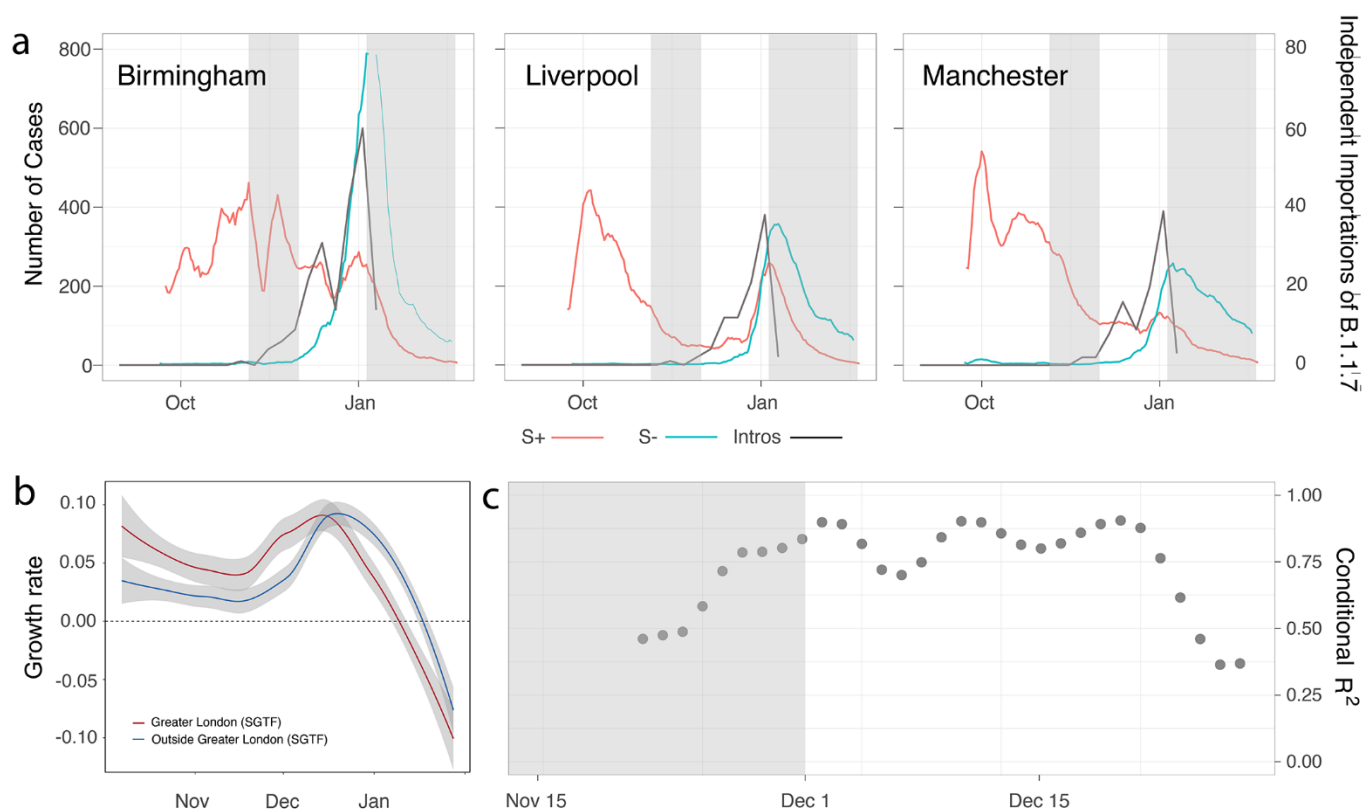 a
Birmingham
Liverpool
Manchester
Number of Cases
800
600
400
200
0
80
60
40
20
0
Independent Importations of B.1.1.7
Oct
Jan
Oct
Jan
Oct
Jan
S+
S-
Intros
b
Growth rate
0.10
0.05
0.00
-0.05
-0.10
Greater London (SGTF)
Outside Greater London (SGTF)
Nov
Dec
Jan
c
1.00
0.75
0.50
0.25
0.00
Conditional R²
Nov 15
Dec 1
Dec 15